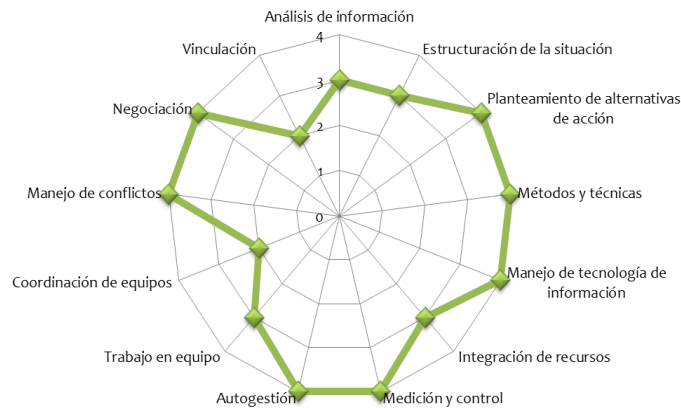 Análisis de información
4
Vinculación
Estructuración de la situación
3
Negociación
Planteamiento de alternativas
de acción
2
1
Manejo de conflictos
Métodos y técnicas
0
Coordinación de equipos
Manejo de tecnología de
información
Trabajo en equipo
Integración de recursos
Autogestión
Medición y control